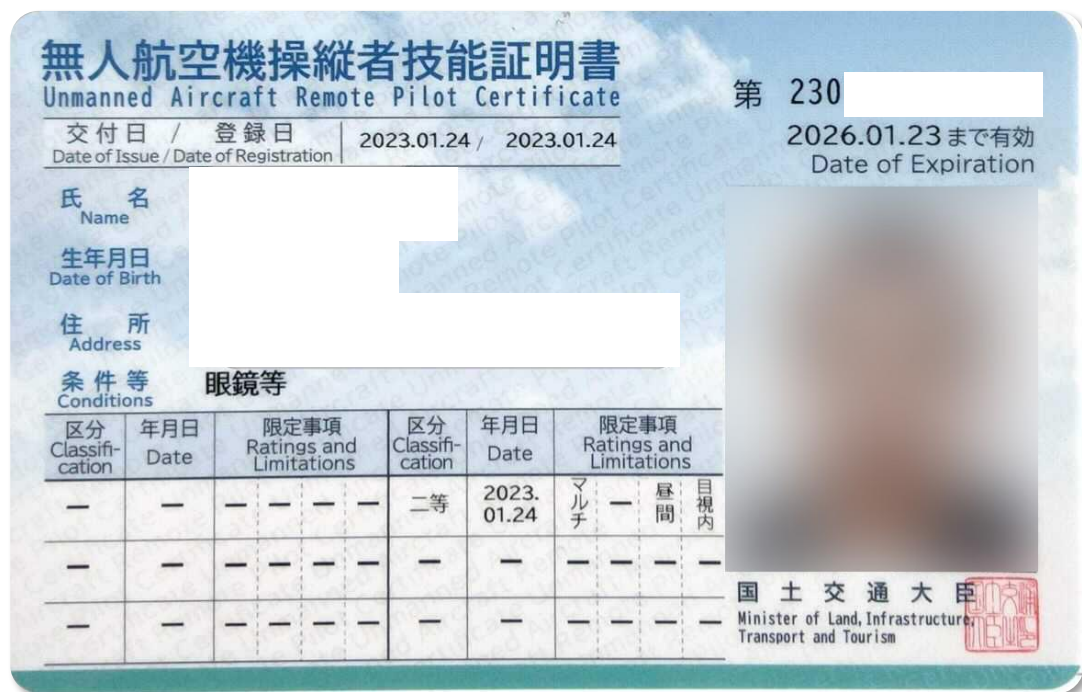 無人航空機操縦者技能証明書
Unmanned Aircraft Remote Pilot Certificate
第 230
交付日 / 登録日 2023.01.24 / 2023.01.24
Date of Issue / Date of Registration
2026.01.23 まで有効
Date of Expiration
氏 名
Name
生年月日
Date of Birth
住 所
Address
条件等 眼鏡等
Conditions
区分 年月日 限定事項 区分 年月日 限定事項
Classifi-cation Date Ratings and Limitations Classifi-cation Date Ratings and Limitations
― ― ― ― ― ― 二等 2023.01.24 マルチ ― 昼間 目視内
― ― ― ― ― ― ― ― ― ― ― ―
― ― ― ― ― ― ― ― ― ― ― ―
国土交通大臣
Minister of Land, Infrastructure,
Transport and Tourism